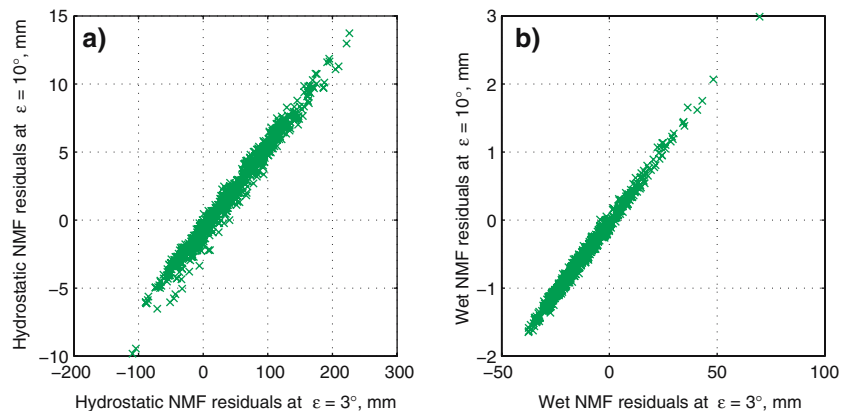 a)
Hydrostatic NMF residuals at ε = 10°, mm
15
10
5
0
−5
−10
−200 −100 0 100 200 300
Hydrostatic NMF residuals at ε = 3°, mm
b)
Wet NMF residuals at ε = 10°, mm
3
2
1
0
−1
−2
−50 0 50 100
Wet NMF residuals at ε = 3°, mm